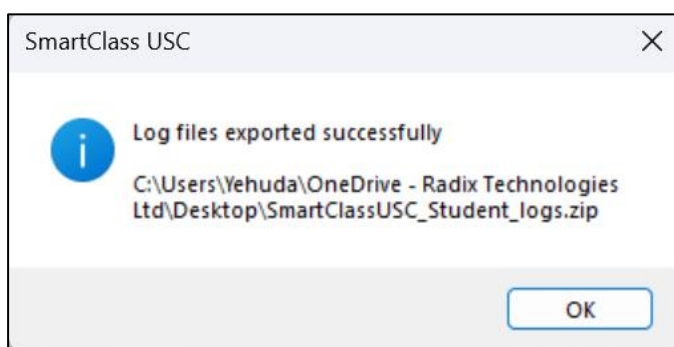 SmartClass USC
Log files exported successfully
C:\Users\Yehuda\OneDrive - Radix Technologies
Ltd\Desktop\SmartClassUSC_Student_logs.zip
OK